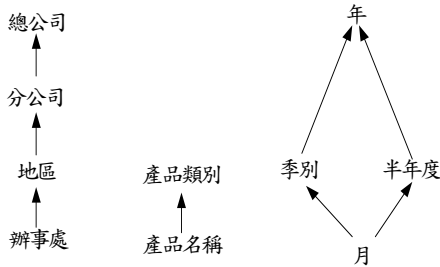 總公司
分公司
地區
辦事處
產品類別
產品名稱
年
季別
半年度
月